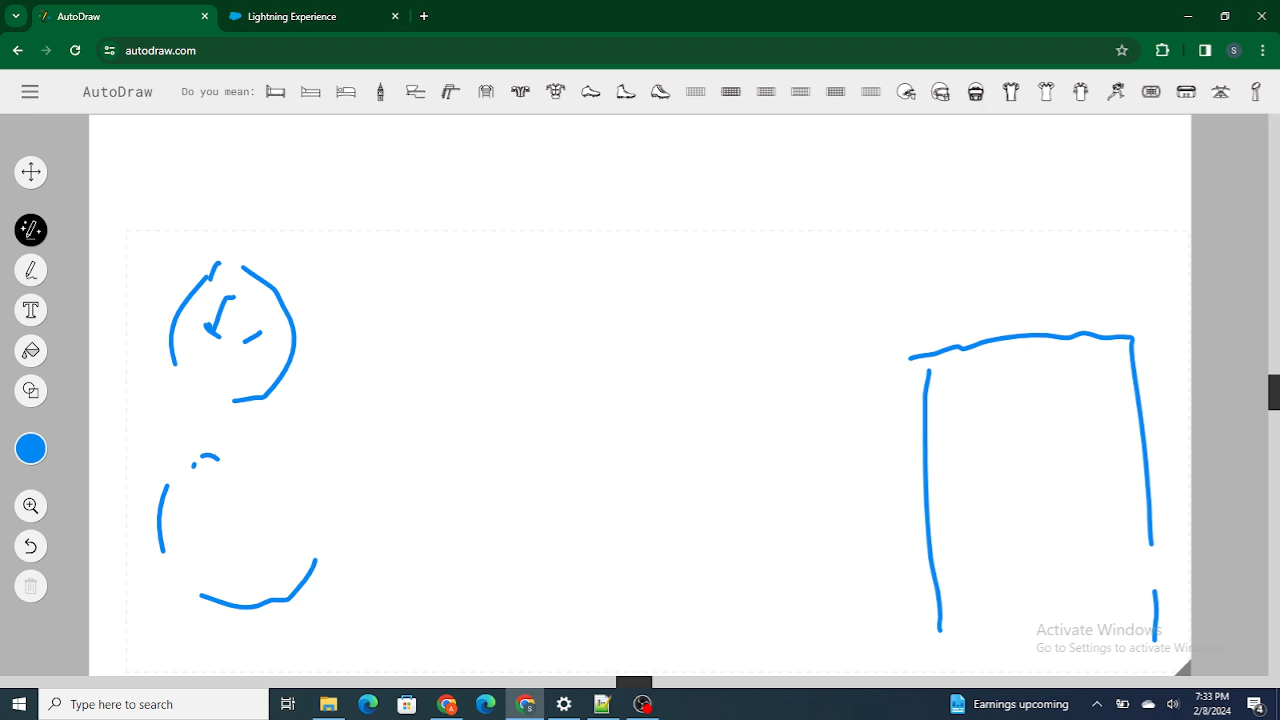 AutoDraw
Lightning Experience
autodraw.com
S
AutoDraw
Do you mean:
T
Activate Windows
Go to Settings to activate Windows.
Type here to search
Earnings upcoming
7:33 PM
2/8/2024
4